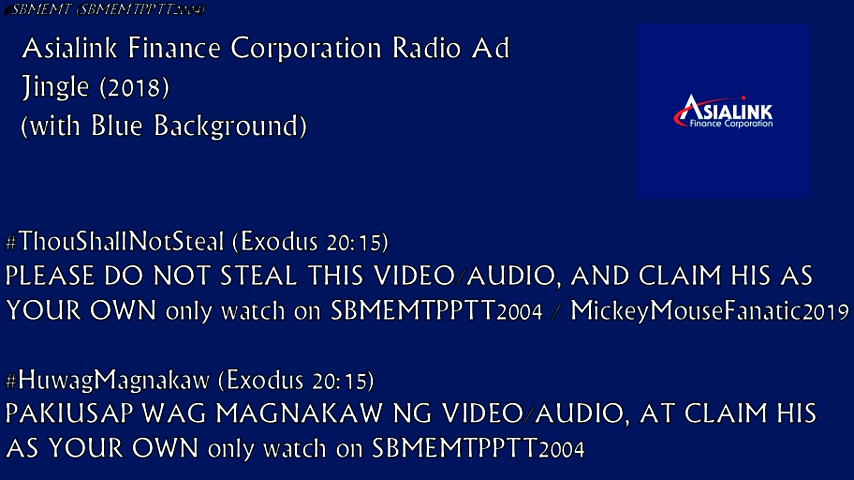 #SBMEMT (SBMEMTPPTT2004)
Asialink Finance Corporation Radio Ad
Jingle (2018)
(with Blue Background)
ASIALINK
Finance Corporation
#ThouShallNotSteal (Exodus 20:15)
PLEASE DO NOT STEAL THIS VIDEO/AUDIO, AND CLAIM HIS AS
YOUR OWN only watch on SBMEMTPPTT2004 / MickeyMouseFanatic2019
#HuwagMagnakaw (Exodus 20:15)
PAKIUSAP WAG MAGNAKAW NG VIDEO/AUDIO, AT CLAIM HIS
AS YOUR OWN only watch on SBMEMTPPTT2004